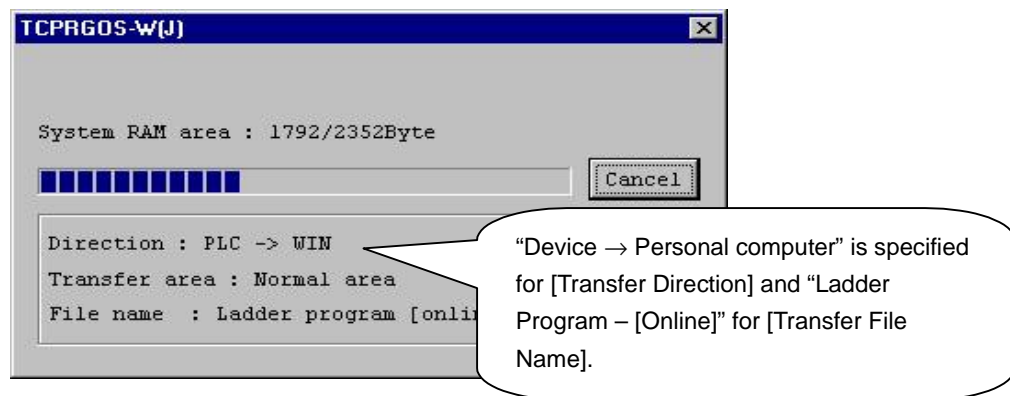 TCPRGOS-W(J)
System RAM area : 1792/2352Byte
Cancel
Direction : PLC -> WIN
Transfer area : Normal area
File name : Ladder program [onlin
“Device → Personal computer” is specified
for [Transfer Direction] and “Ladder
Program – [Online]” for [Transfer File
Name].